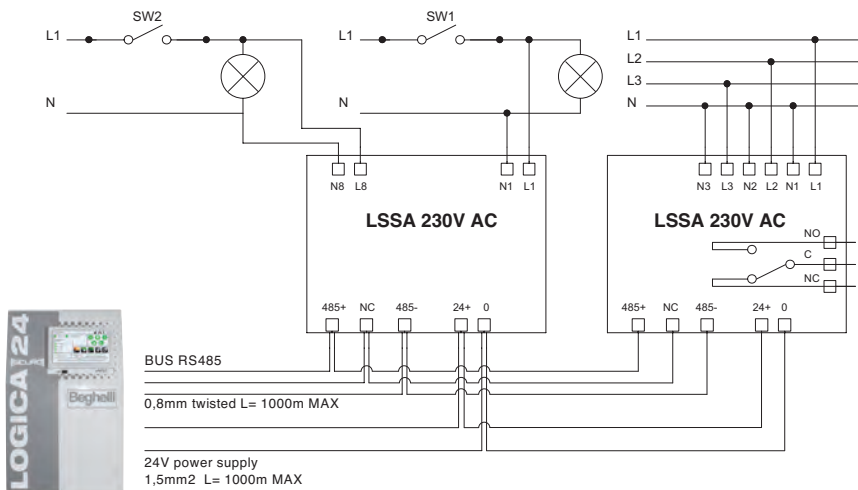 SW2
SW1
L1
L1
L1
L2
L3
N
N
N
N8 L8
N1 L1
N3 L3 N2 L2 N1 L1
LSSA 230V AC
LSSA 230V AC
NO
C
NC
485+ NC 485- 24+ 0
485+ NC 485- 24+ 0
BUS RS485
0,8mm twisted L= 1000m MAX
24V power supply
1,5mm2 L= 1000m MAX
LOGICA 24
Beghelli